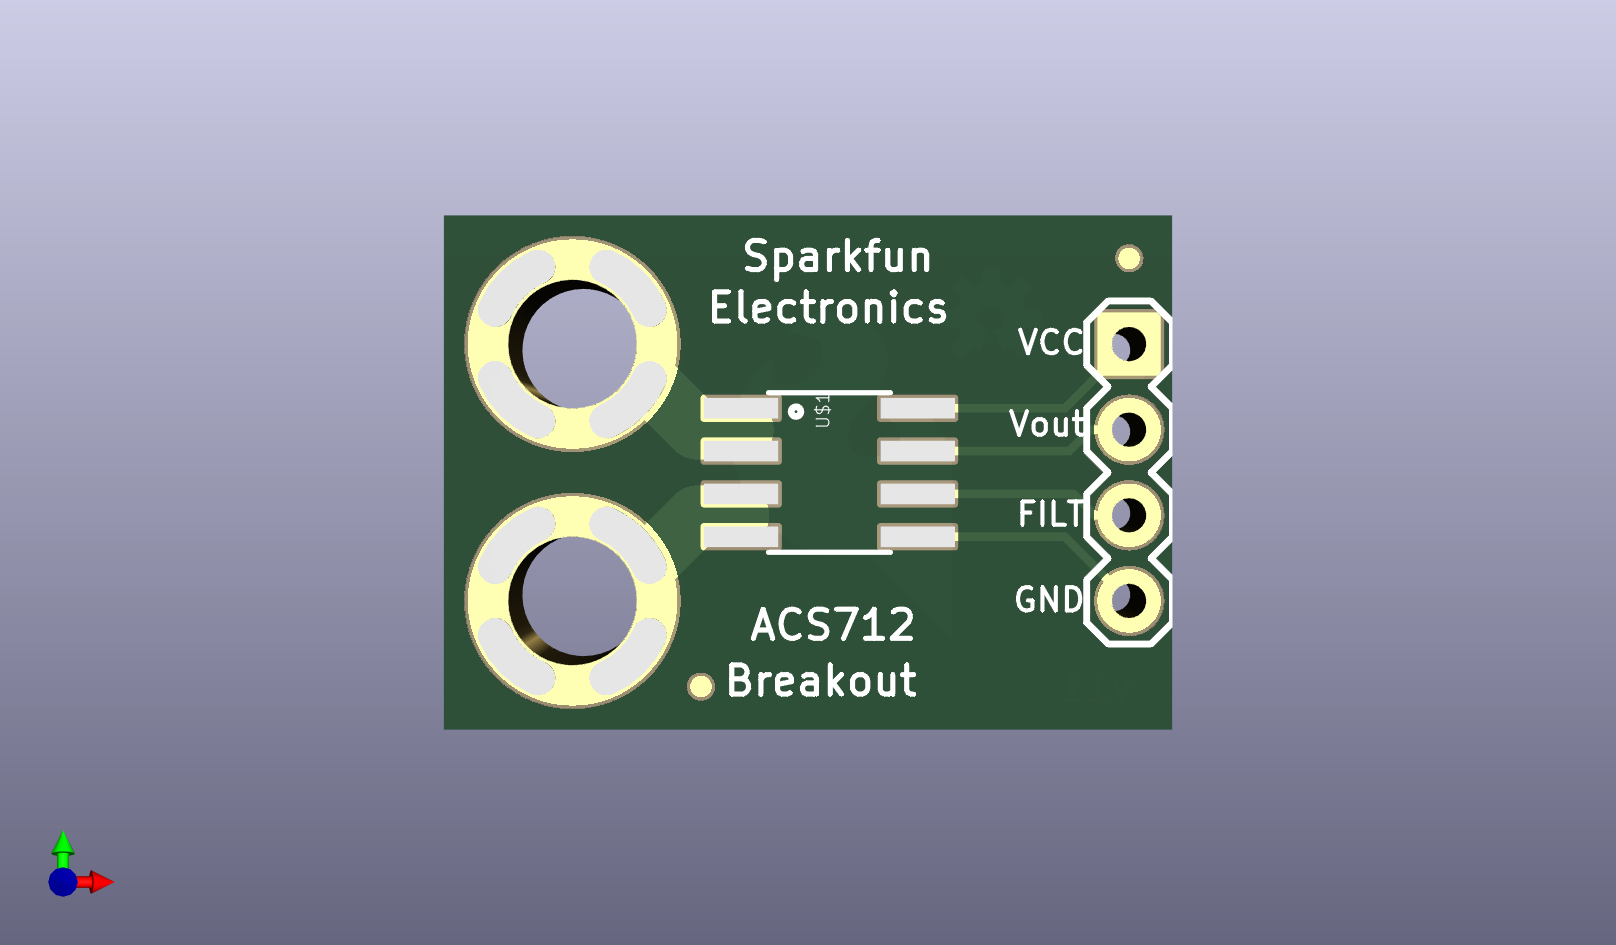 Sparkfun
Electronics
VCC
U$1
Vout
FILT
GND
ACS712
Breakout